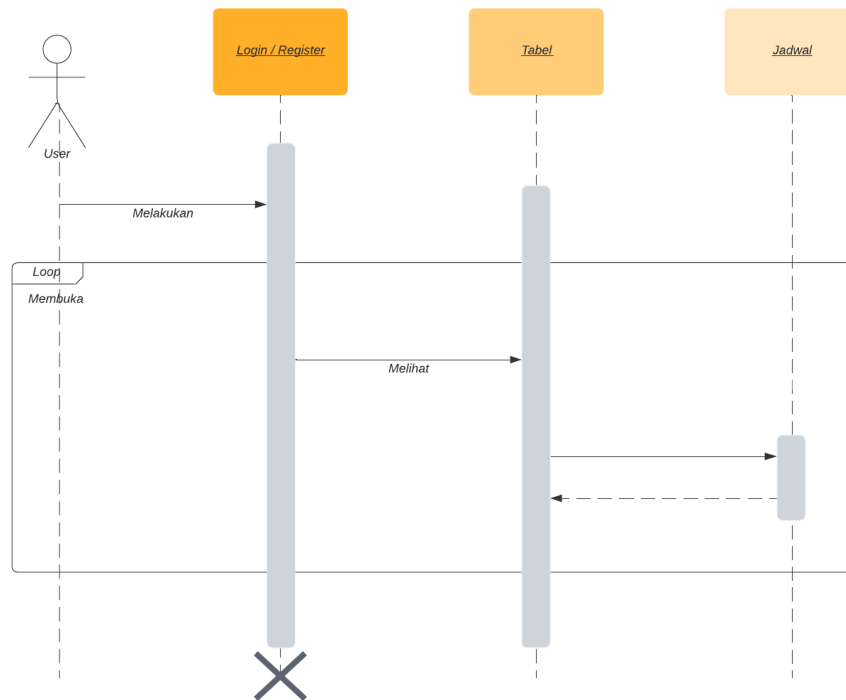 Login / Register
Tabel
Jadwal
User
Melakukan
Loop
Membuka
Melihat